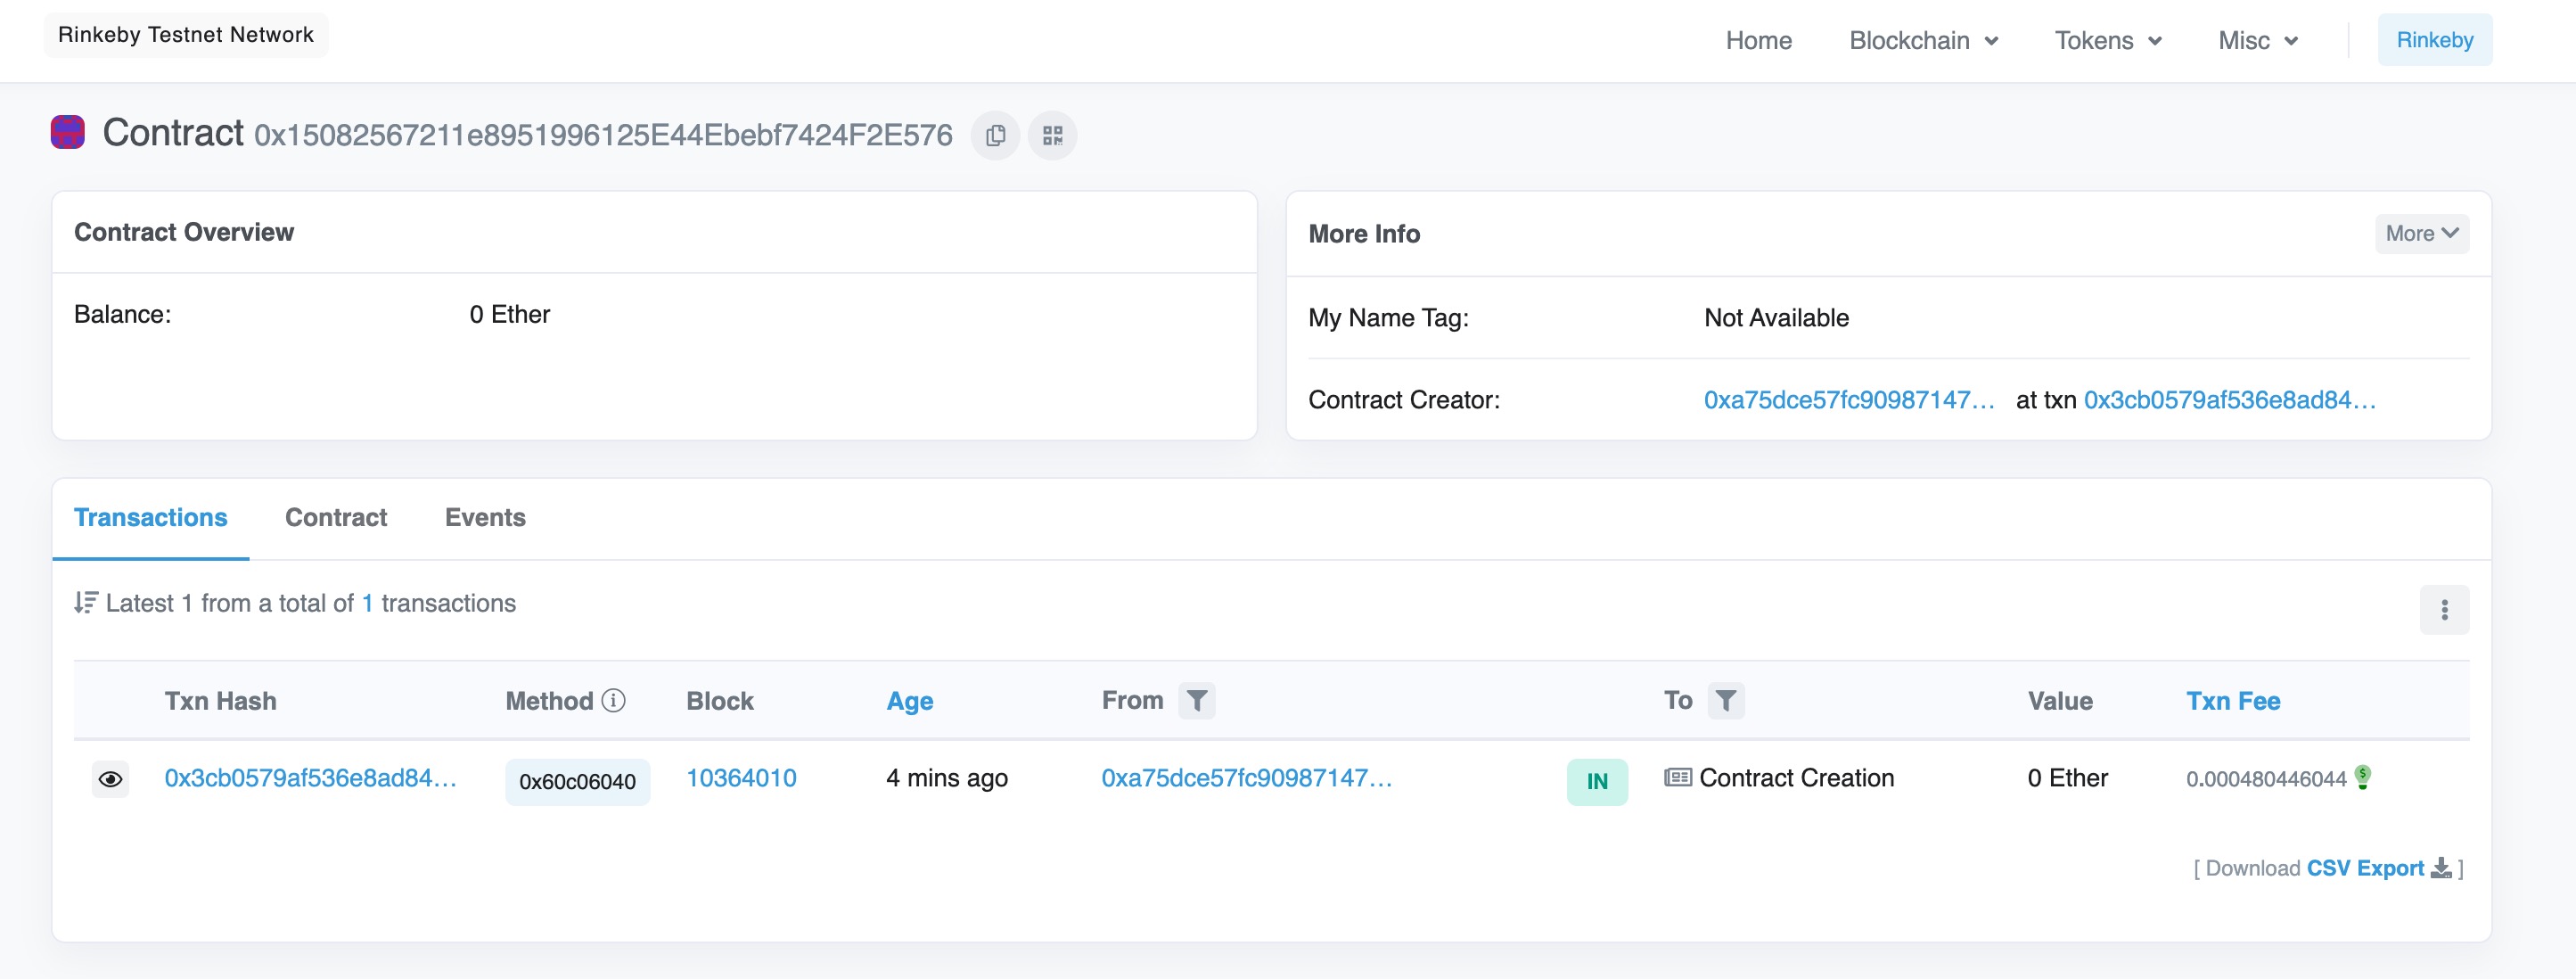 Rinkeby Testnet Network
Home Blockchain Tokens Misc Rinkeby
Contract 0x15082567211e8951996125E44Ebebf7424F2E576
Contract Overview
Balance: 0 Ether
More Info More
My Name Tag: Not Available
Contract Creator: 0xa75dce57fc90987147... at txn 0x3cb0579af536e8ad84...
Transactions Contract Events
Latest 1 from a total of 1 transactions
Txn Hash Method Block Age From To Value Txn Fee
0x3cb0579af536e8ad84... 0x60c06040 10364010 4 mins ago 0xa75dce57fc90987147... IN Contract Creation 0 Ether 0.000480446044
[ Download CSV Export ]